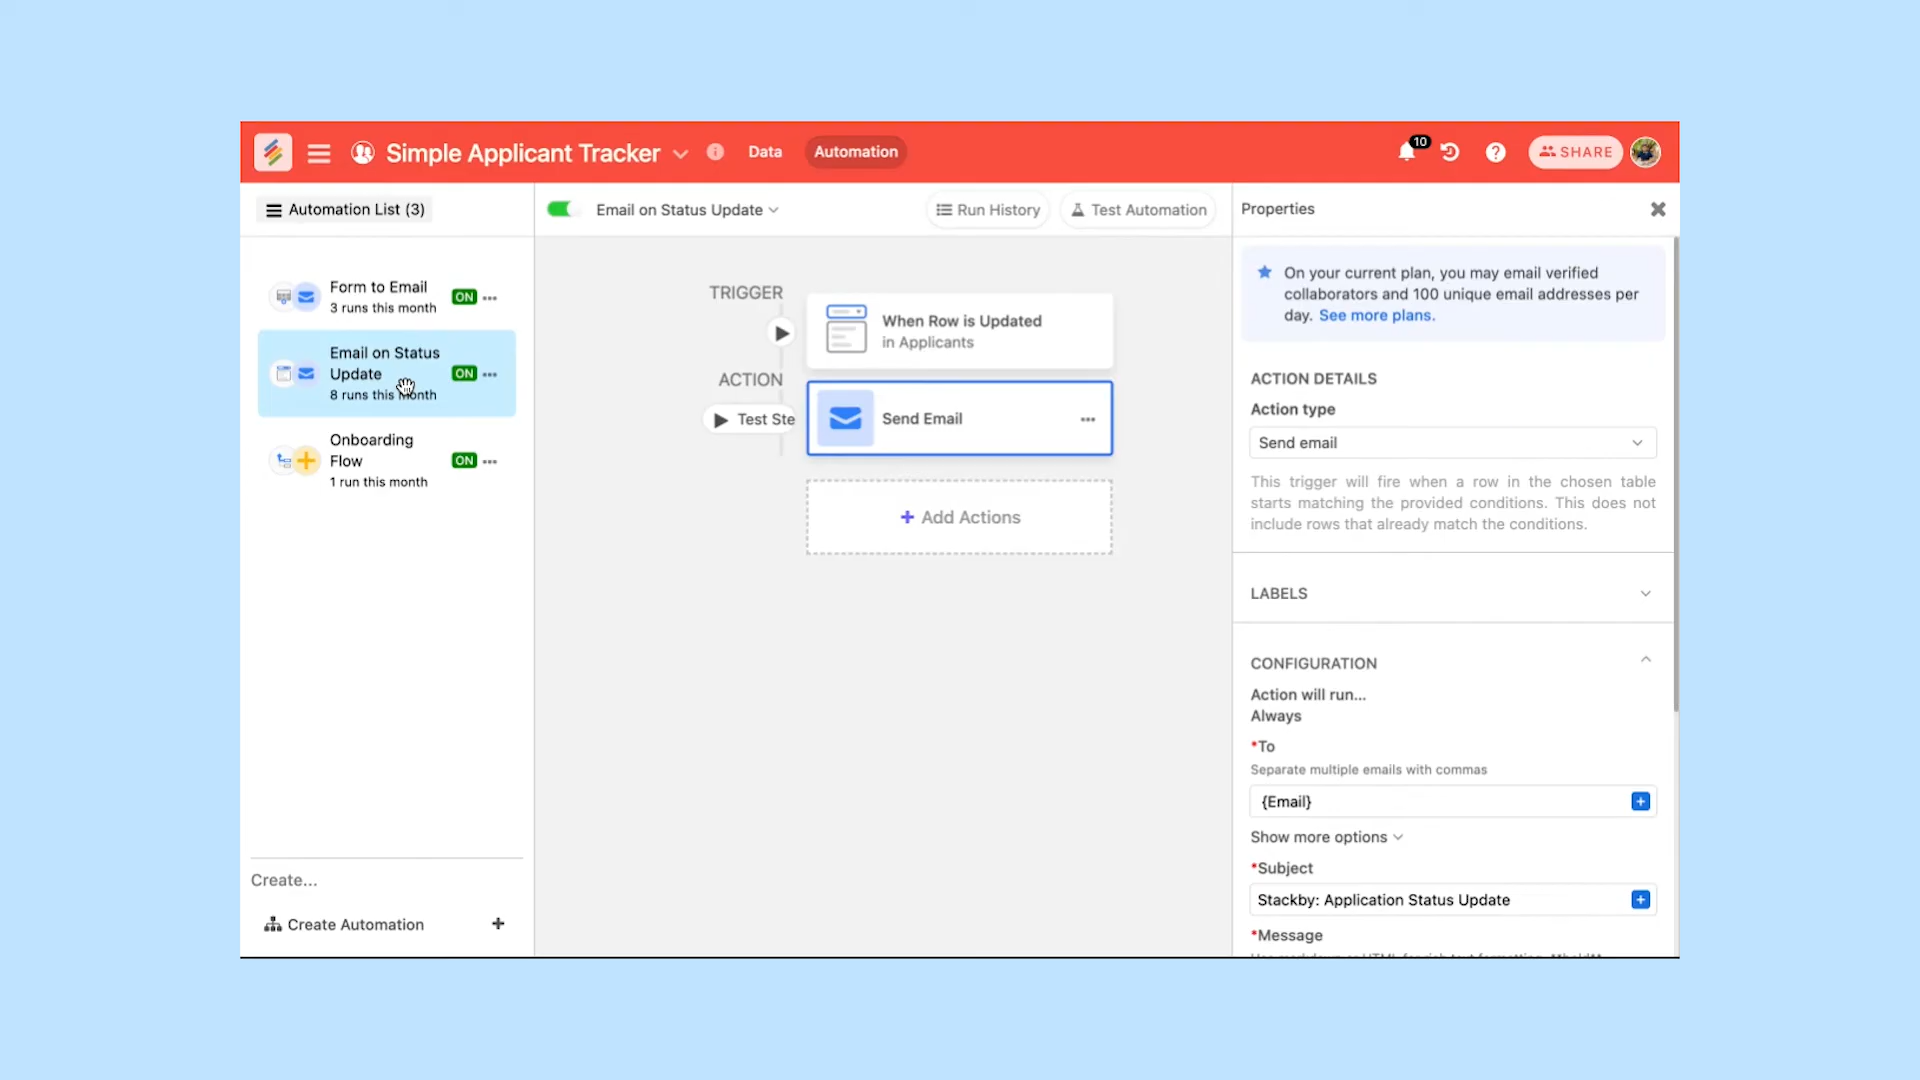 Simple Applicant Tracker
Data
Automation
10
SHARE
Automation List (3)
Email on Status Update
Run History
Test Automation
Properties
Form to Email
3 runs this month
ON
Email on Status
Update
8 runs this month
ON
Onboarding
Flow
1 run this month
ON
Create...
Create Automation
TRIGGER
When Row is Updated
in Applicants
ACTION
Test Ste
Send Email
Add Actions
On your current plan, you may email verified
collaborators and 100 unique email addresses per
day. See more plans.
ACTION DETAILS
Action type
Send email
This trigger will fire when a row in the chosen table
starts matching the provided conditions. This does not
include rows that already match the conditions.
LABELS
CONFIGURATION
Action will run...
Always
*To
Separate multiple emails with commas
{Email}
Show more options
*Subject
Stackby: Application Status Update
*Message